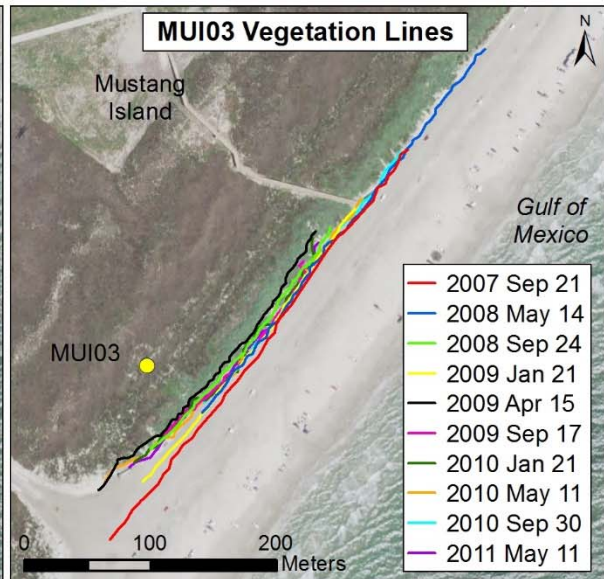 MUI03 Vegetation Lines
N
Mustang
Island
Gulf of
Mexico
MUI03
2007 Sep 21
2008 May 14
2008 Sep 24
2009 Jan 21
2009 Apr 15
2009 Sep 17
2010 Jan 21
2010 May 11
2010 Sep 30
2011 May 11
0 100 200
Meters